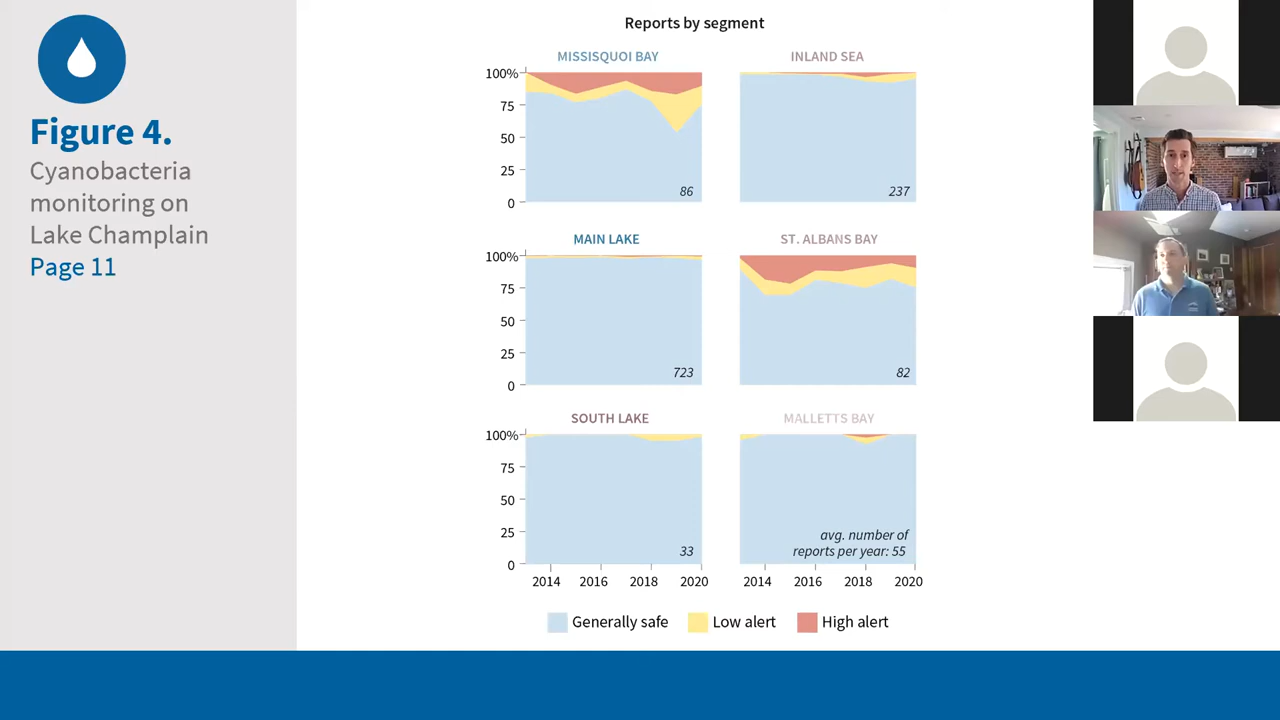 Figure 4.
Cyanobacteria
monitoring on
Lake Champlain
Page 11
Reports by segment
MISSISQUOI BAY
100%
75
50
25
0
86
INLAND SEA
237
MAIN LAKE
100%
75
50
25
0
723
ST. ALBANS BAY
82
SOUTH LAKE
100%
75
50
25
0
33
2014 2016 2018 2020
MALLETTS BAY
avg. number of
reports per year: 55
2014 2016 2018 2020
Generally safe Low alert High alert